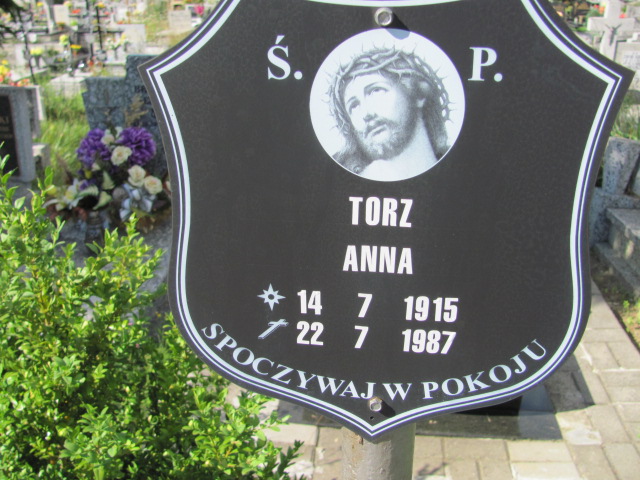 Ś. P.
TORZ
ANNA
14 7 1915
22 7 1987
SPOCZYWAJ W POKOJU